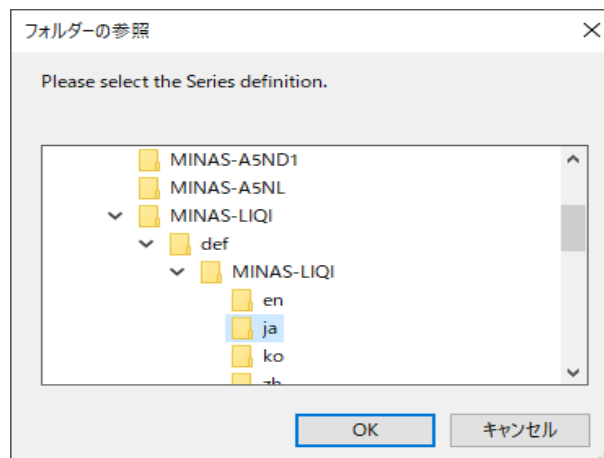 フォルダーの参照
Please select the Series definition.
MINAS-A5ND1
MINAS-A5NL
MINAS-LIQI
def
MINAS-LIQI
en
ja
ko
zh
OK
キャンセル